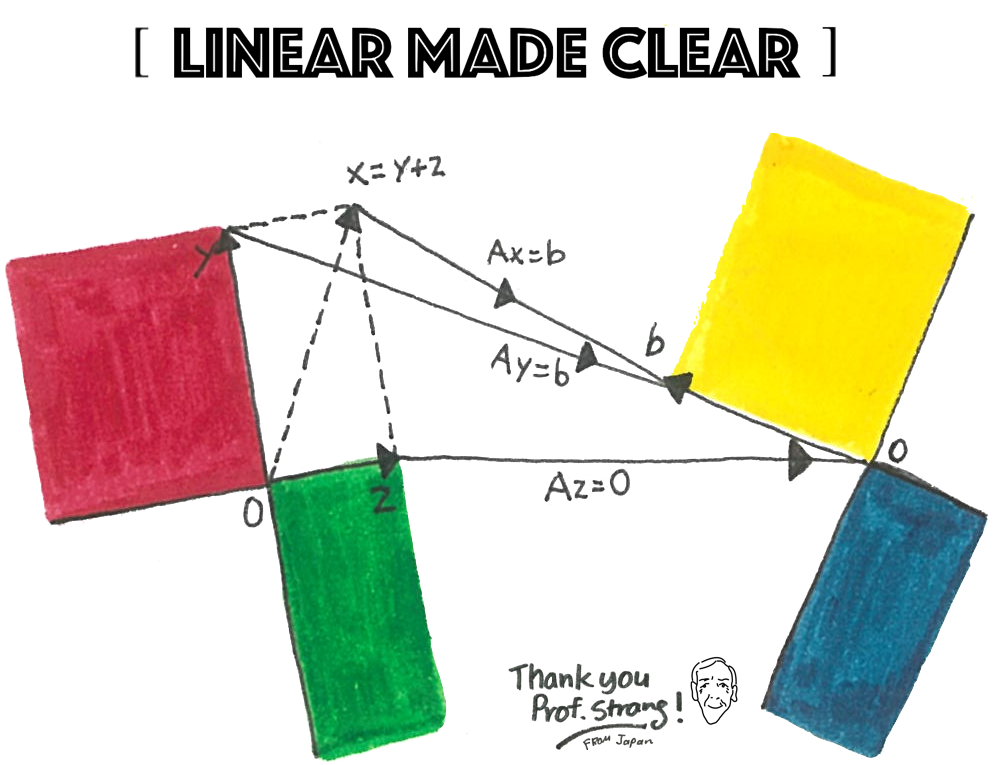 [ LINEAR MADE CLEAR ]
x=y+z
y
Ax=b
Ay=b
b
0
z
Az=0
0
Thank you
Prof. Strang!
FROM Japan